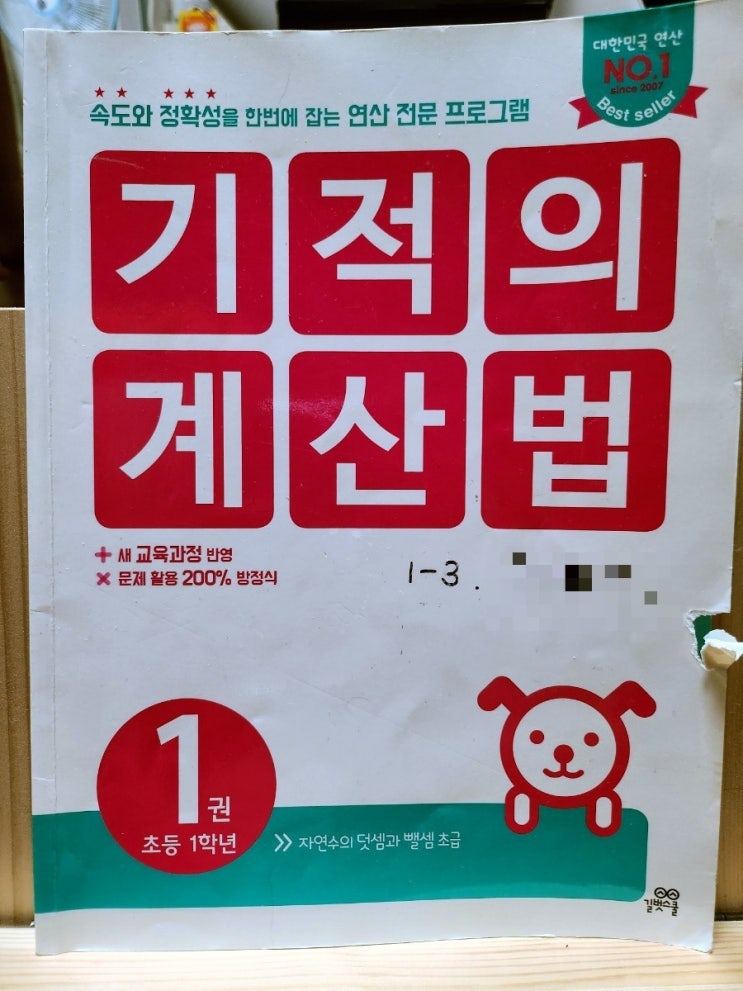 대한민국 연산
NO.1
since 2007
Best seller
속도와 정확성을 한번에 잡는 연산 전문 프로그램
기적의
계산법
+ 새 교육과정 반영
× 문제 활용 200% 방정식
1-3.
1권
초등 1학년
>> 자연수의 덧셈과 뺄셈 초급
길벗스쿨